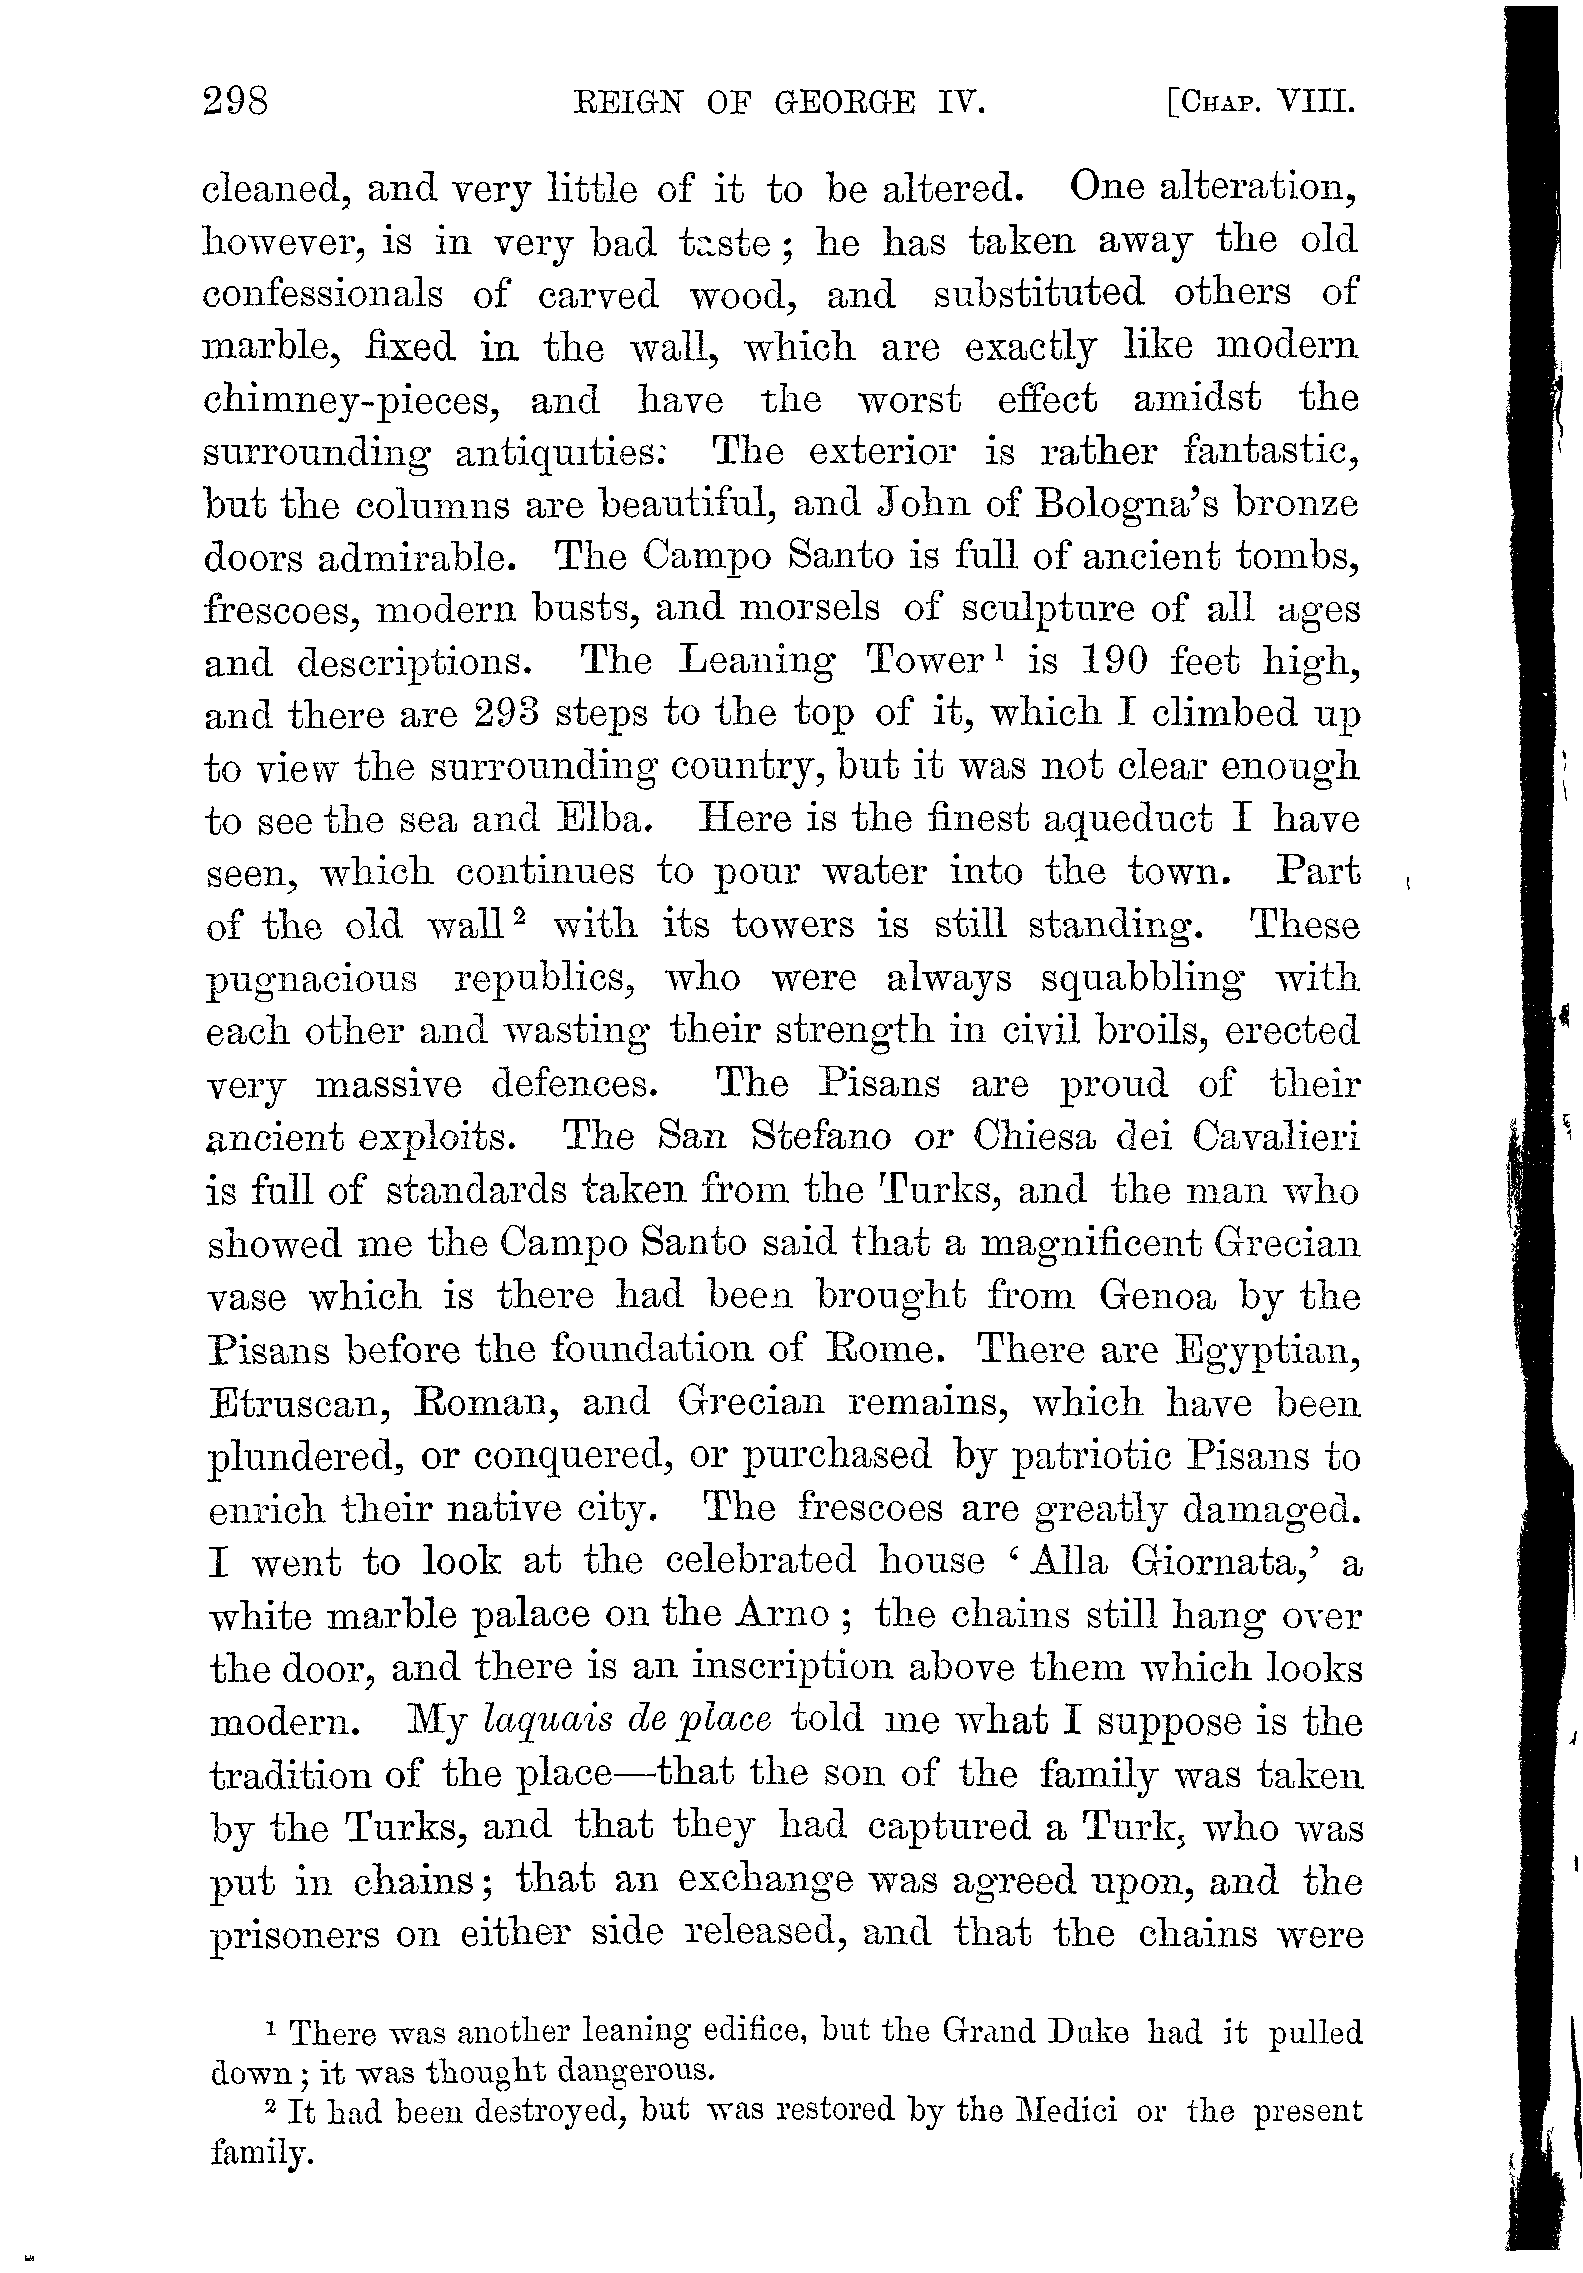 298 REIGN OF GEORGE IV. [CHAP. VIII.
cleaned, and very little of it to be altered. One alteration,
however, is in very bad taste; he has taken away the old
confessionals of carved wood, and substituted others of
marble, fixed in the wall, which are exactly like modern
chimney-pieces, and have the worst effect amidst the
surrounding antiquities: The exterior is rather fantastic,
but the columns are beautiful, and John of Bologna's bronze
doors admirable. The Campo Santo is full of ancient tombs,
frescoes, modern busts, and morsels of sculpture of all ages
and descriptions. The Leaning Tower¹ is 190 feet high,
and there are 293 steps to the top of it, which I climbed up
to view the surrounding country, but it was not clear enough
to see the sea and Elba. Here is the finest aqueduct I have
seen, which continues to pour water into the town. Part
of the old wall² with its towers is still standing. These
pugnacious republics, who were always squabbling with
each other and wasting their strength in civil broils, erected
very massive defences. The Pisans are proud of their
ancient exploits. The San Stefano or Chiesa dei Cavalieri
is full of standards taken from the Turks, and the man who
showed me the Campo Santo said that a magnificent Grecian
vase which is there had been brought from Genoa by the
Pisans before the foundation of Rome. There are Egyptian,
Etruscan, Roman, and Grecian remains, which have been
plundered, or conquered, or purchased by patriotic Pisans to
enrich their native city. The frescoes are greatly damaged.
I went to look at the celebrated house 'Alla Giornata,' a
white marble palace on the Arno; the chains still hang over
the door, and there is an inscription above them which looks
modern. My laquais de place told me what I suppose is the
tradition of the place—that the son of the family was taken
by the Turks, and that they had captured a Turk, who was
put in chains; that an exchange was agreed upon, and the
prisoners on either side released, and that the chains were
¹ There was another leaning edifice, but the Grand Duke had it pulled
down; it was thought dangerous.
² It had been destroyed, but was restored by the Medici or the present
family.